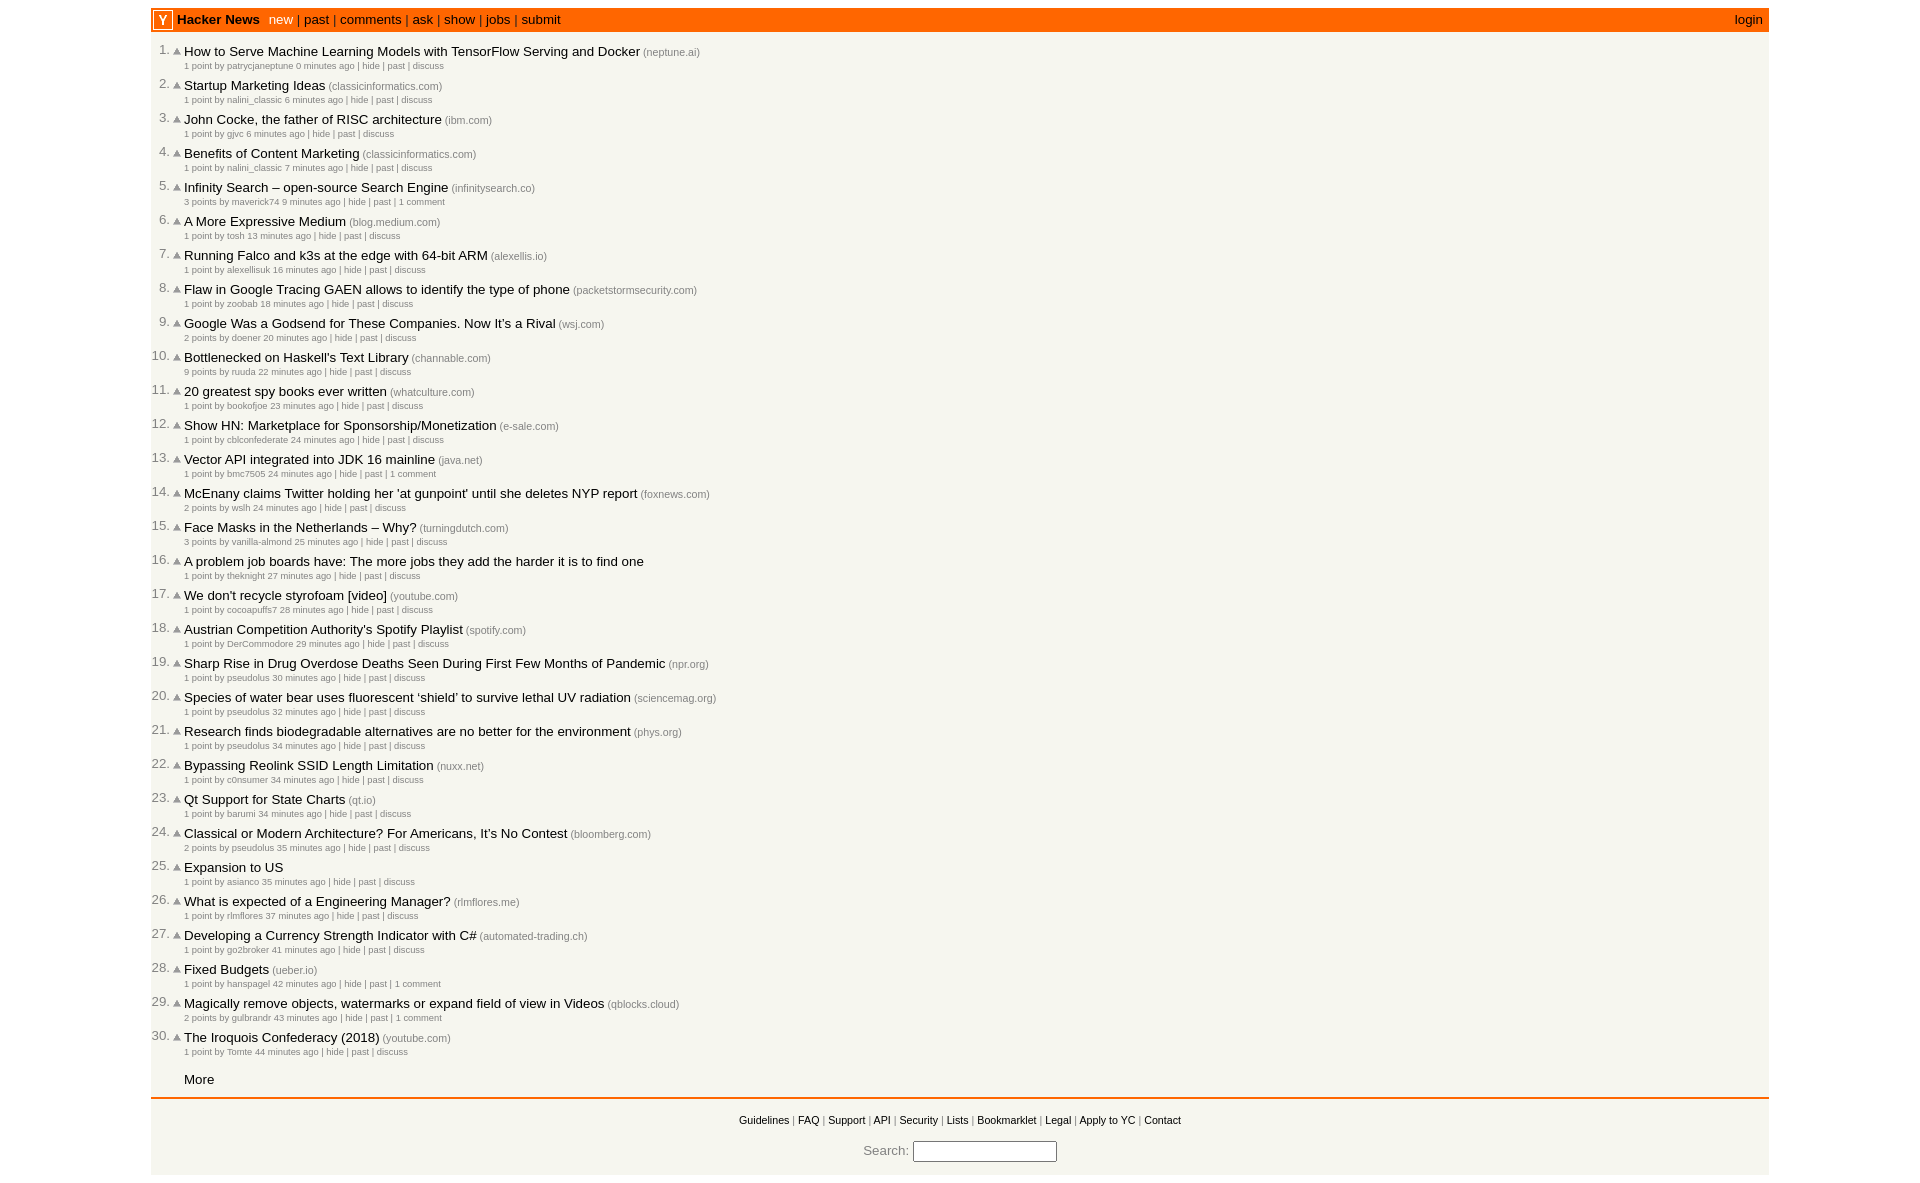 Y Hacker News new | past | comments | ask | show | jobs | submit login
1. How to Serve Machine Learning Models with TensorFlow Serving and Docker (neptune.ai)
1 point by patrycjaneptune 0 minutes ago | hide | past | discuss
2. Startup Marketing Ideas (classicinformatics.com)
1 point by nalini_classic 6 minutes ago | hide | past | discuss
3. John Cocke, the father of RISC architecture (ibm.com)
1 point by gjvc 6 minutes ago | hide | past | discuss
4. Benefits of Content Marketing (classicinformatics.com)
1 point by nalini_classic 7 minutes ago | hide | past | discuss
5. Infinity Search – open-source Search Engine (infinitysearch.co)
3 points by maverick74 9 minutes ago | hide | past | 1 comment
6. A More Expressive Medium (blog.medium.com)
1 point by tosh 13 minutes ago | hide | past | discuss
7. Running Falco and k3s at the edge with 64-bit ARM (alexellis.io)
1 point by alexellisuk 16 minutes ago | hide | past | discuss
8. Flaw in Google Tracing GAEN allows to identify the type of phone (packetstormsecurity.com)
1 point by zoobab 18 minutes ago | hide | past | discuss
9. Google Was a Godsend for These Companies. Now It’s a Rival (wsj.com)
2 points by doener 20 minutes ago | hide | past | discuss
10. Bottlenecked on Haskell's Text Library (channable.com)
9 points by ruuda 22 minutes ago | hide | past | discuss
11. 20 greatest spy books ever written (whatculture.com)
1 point by bookofjoe 23 minutes ago | hide | past | discuss
12. Show HN: Marketplace for Sponsorship/Monetization (e-sale.com)
1 point by cblconfederate 24 minutes ago | hide | past | discuss
13. Vector API integrated into JDK 16 mainline (java.net)
1 point by bmc7505 24 minutes ago | hide | past | 1 comment
14. McEnany claims Twitter holding her 'at gunpoint' until she deletes NYP report (foxnews.com)
2 points by wslh 24 minutes ago | hide | past | discuss
15. Face Masks in the Netherlands – Why? (turningdutch.com)
3 points by vanilla-almond 25 minutes ago | hide | past | discuss
16. A problem job boards have: The more jobs they add the harder it is to find one
1 point by theknight 27 minutes ago | hide | past | discuss
17. We don't recycle styrofoam [video] (youtube.com)
1 point by cocoapuffs7 28 minutes ago | hide | past | discuss
18. Austrian Competition Authority's Spotify Playlist (spotify.com)
1 point by DerCommodore 29 minutes ago | hide | past | discuss
19. Sharp Rise in Drug Overdose Deaths Seen During First Few Months of Pandemic (npr.org)
1 point by pseudolus 30 minutes ago | hide | past | discuss
20. Species of water bear uses fluorescent ‘shield’ to survive lethal UV radiation (sciencemag.org)
1 point by pseudolus 32 minutes ago | hide | past | discuss
21. Research finds biodegradable alternatives are no better for the environment (phys.org)
1 point by pseudolus 34 minutes ago | hide | past | discuss
22. Bypassing Reolink SSID Length Limitation (nuxx.net)
1 point by c0nsumer 34 minutes ago | hide | past | discuss
23. Qt Support for State Charts (qt.io)
1 point by barumi 34 minutes ago | hide | past | discuss
24. Classical or Modern Architecture? For Americans, It’s No Contest (bloomberg.com)
2 points by pseudolus 35 minutes ago | hide | past | discuss
25. Expansion to US
1 point by asianco 35 minutes ago | hide | past | discuss
26. What is expected of a Engineering Manager? (rlmflores.me)
1 point by rlmflores 37 minutes ago | hide | past | discuss
27. Developing a Currency Strength Indicator with C# (automated-trading.ch)
1 point by go2broker 41 minutes ago | hide | past | discuss
28. Fixed Budgets (ueber.io)
1 point by hanspagel 42 minutes ago | hide | past | 1 comment
29. Magically remove objects, watermarks or expand field of view in Videos (qblocks.cloud)
2 points by gulbrandr 43 minutes ago | hide | past | 1 comment
30. The Iroquois Confederacy (2018) (youtube.com)
1 point by Tomte 44 minutes ago | hide | past | discuss
More
Guidelines | FAQ | Support | API | Security | Lists | Bookmarklet | Legal | Apply to YC | Contact
Search: